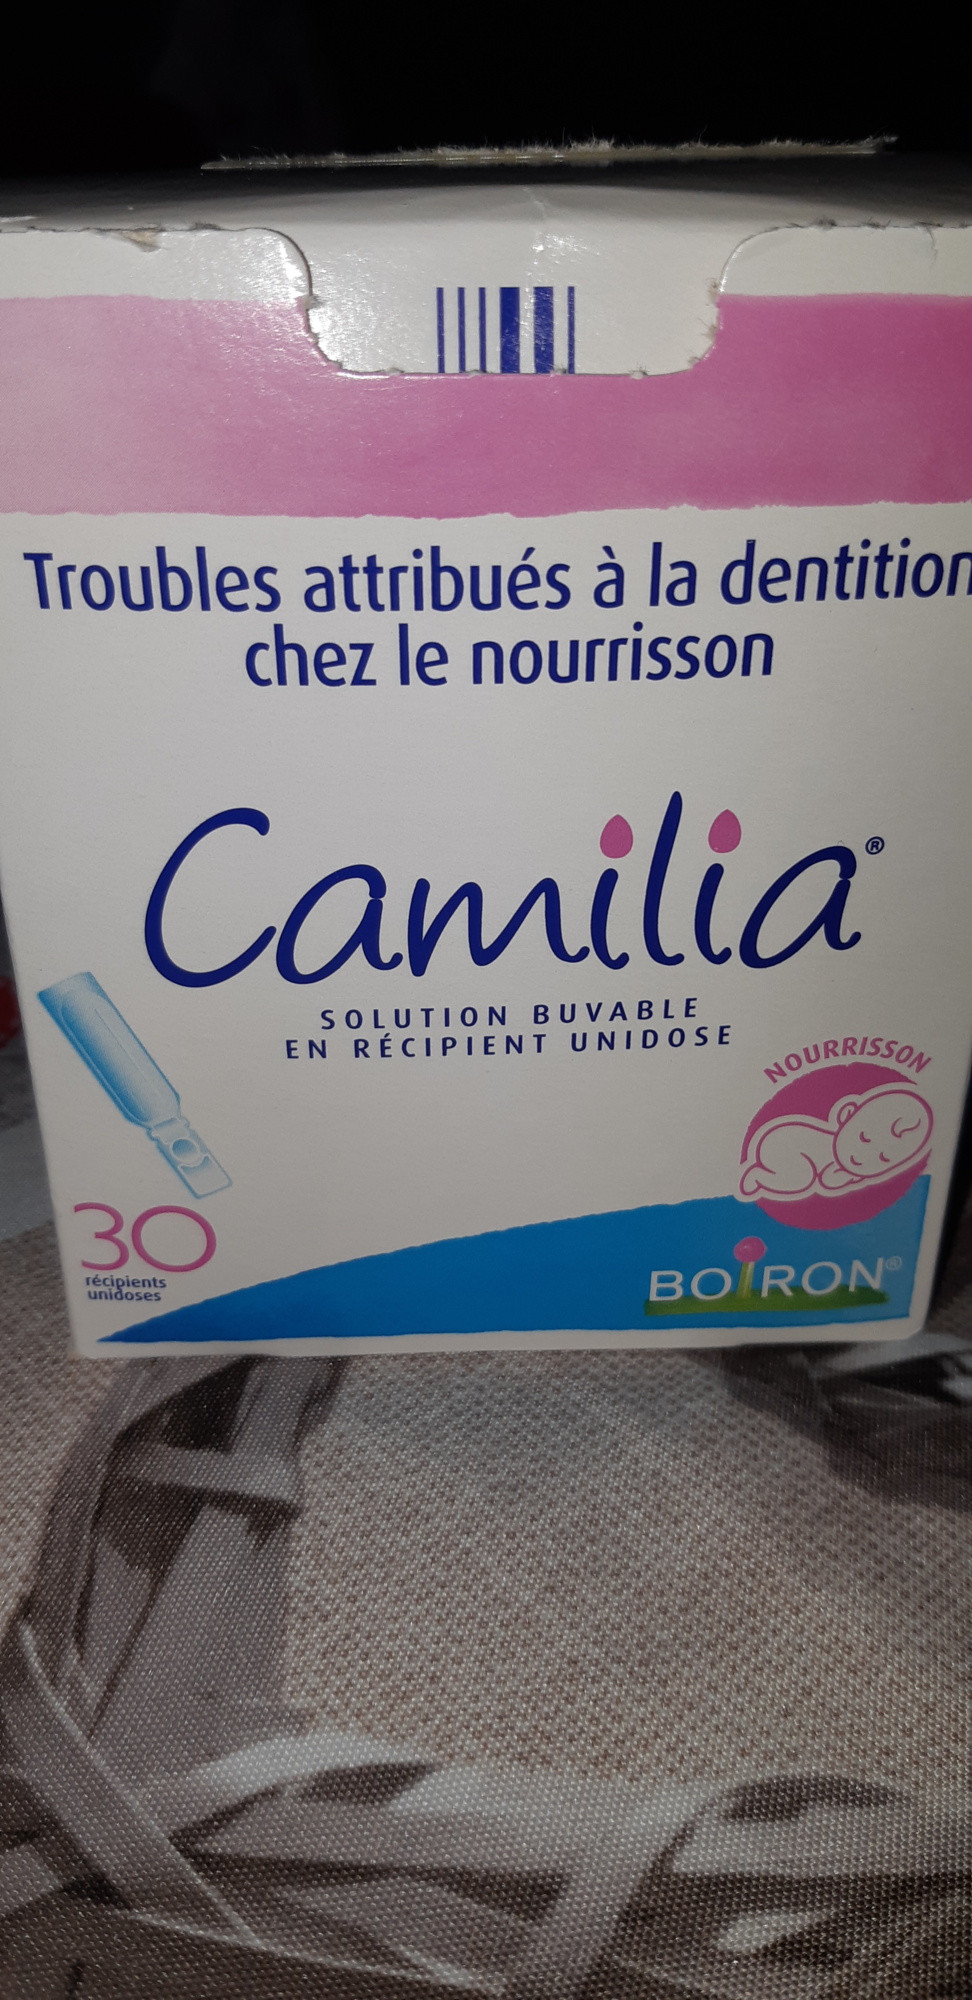 Troubles attribués à la dentition
chez le nourrisson
Camilia®
SOLUTION BUVABLE
EN RÉCIPIENT UNIDOSE
NOURRISSON
30
récipients
unidoses
BOIRON®